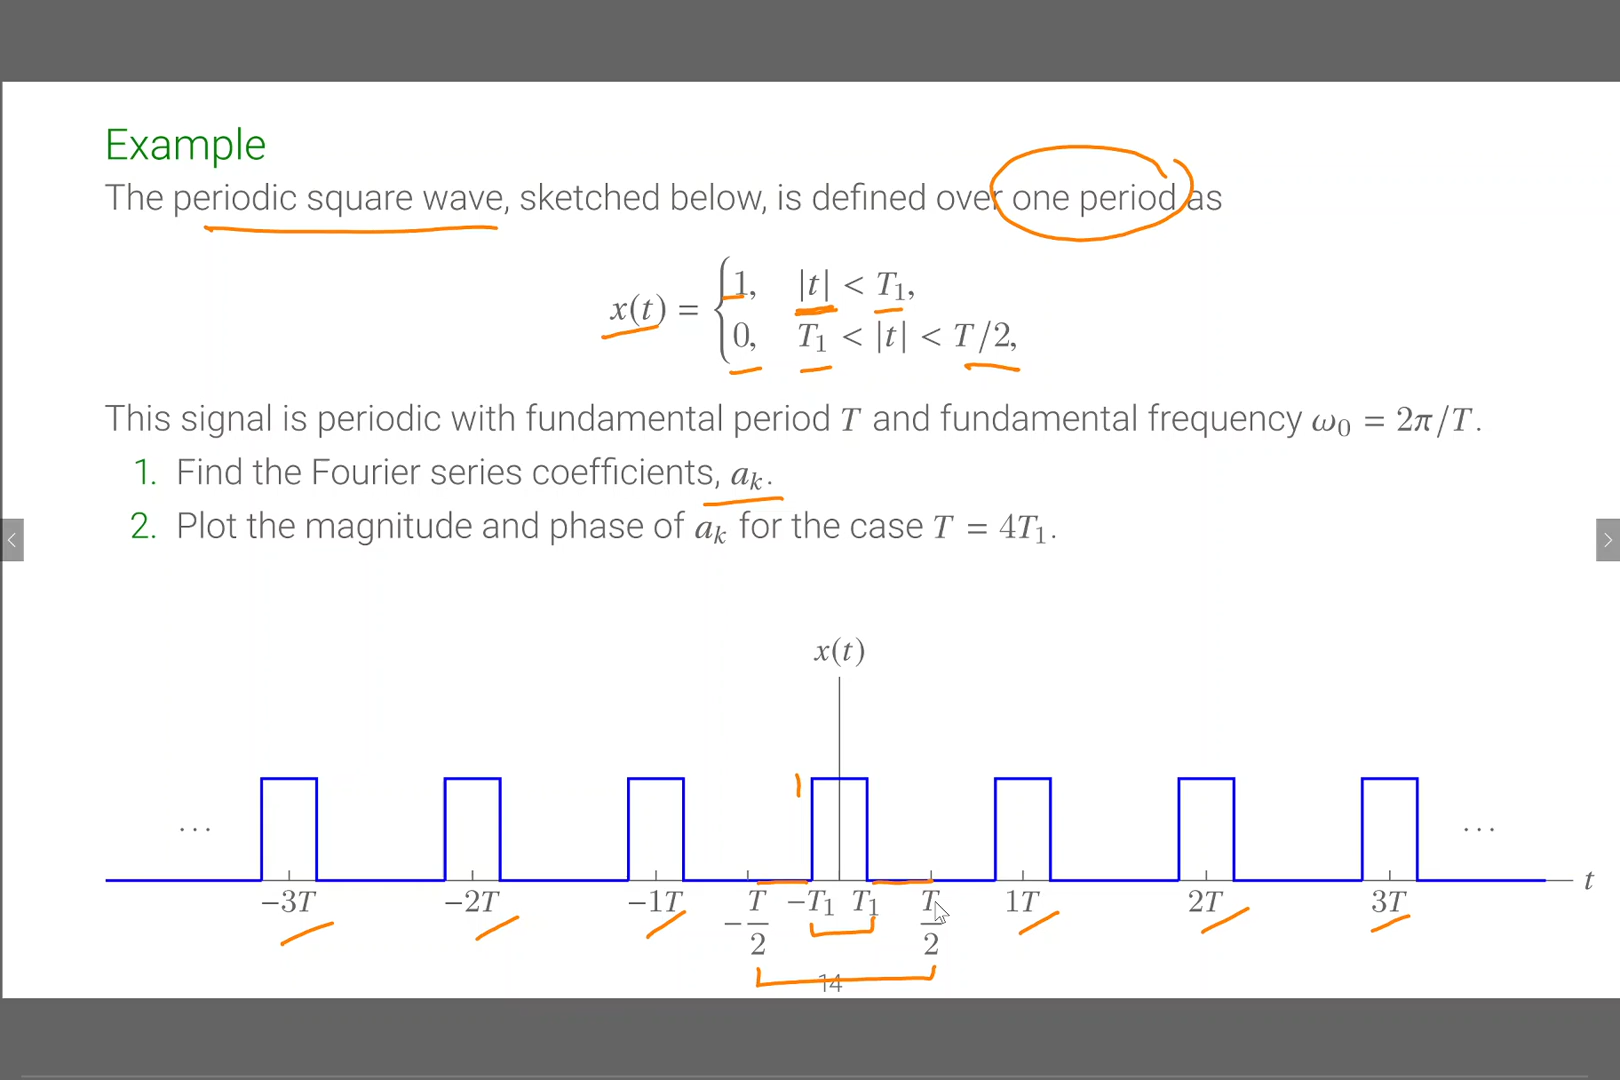 Example
The periodic square wave, sketched below, is defined over one period as
x(t) = { 1, |t| < T₁,
0, T₁ < |t| < T/2,
This signal is periodic with fundamental period T and fundamental frequency ω₀ = 2π/T.
1. Find the Fourier series coefficients, aₖ.
2. Plot the magnitude and phase of aₖ for the case T = 4T₁.
x(t)
1
... ...
t
−3T −2T −1T −T/2 −T₁ T₁ T/2 1T 2T 3T
14